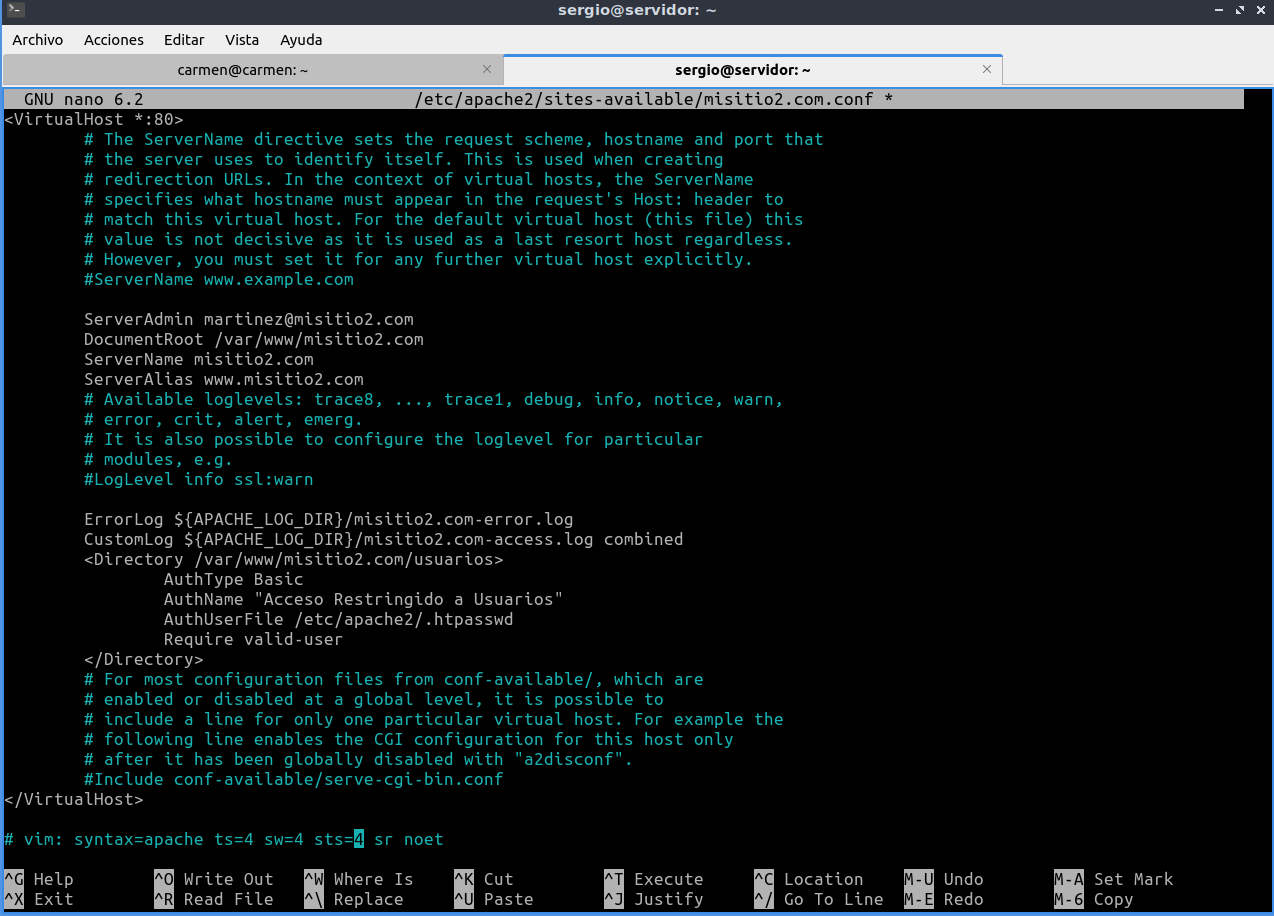 sergio@servidor: ~
Archivo Acciones Editar Vista Ayuda
carmen@carmen: ~ sergio@servidor: ~
GNU nano 6.2 /etc/apache2/sites-available/misitio2.com.conf *
<VirtualHost *:80>
# The ServerName directive sets the request scheme, hostname and port that
# the server uses to identify itself. This is used when creating
# redirection URLs. In the context of virtual hosts, the ServerName
# specifies what hostname must appear in the request's Host: header to
# match this virtual host. For the default virtual host (this file) this
# value is not decisive as it is used as a last resort host regardless.
# However, you must set it for any further virtual host explicitly.
#ServerName www.example.com
ServerAdmin martinez@misitio2.com
DocumentRoot /var/www/misitio2.com
ServerName misitio2.com
ServerAlias www.misitio2.com
# Available loglevels: trace8, ..., trace1, debug, info, notice, warn,
# error, crit, alert, emerg.
# It is also possible to configure the loglevel for particular
# modules, e.g.
#LogLevel info ssl:warn
ErrorLog ${APACHE_LOG_DIR}/misitio2.com-error.log
CustomLog ${APACHE_LOG_DIR}/misitio2.com-access.log combined
<Directory /var/www/misitio2.com/usuarios>
AuthType Basic
AuthName "Acceso Restringido a Usuarios"
AuthUserFile /etc/apache2/.htpasswd
Require valid-user
</Directory>
# For most configuration files from conf-available/, which are
# enabled or disabled at a global level, it is possible to
# include a line for only one particular virtual host. For example the
# following line enables the CGI configuration for this host only
# after it has been globally disabled with "a2disconf".
#Include conf-available/serve-cgi-bin.conf
</VirtualHost>
# vim: syntax=apache ts=4 sw=4 sts=4 sr noet
^G Help ^O Write Out ^W Where Is ^K Cut ^T Execute ^C Location M-U Undo M-A Set Mark
^X Exit ^R Read File ^\ Replace ^U Paste ^J Justify ^/ Go To Line M-E Redo M-6 Copy